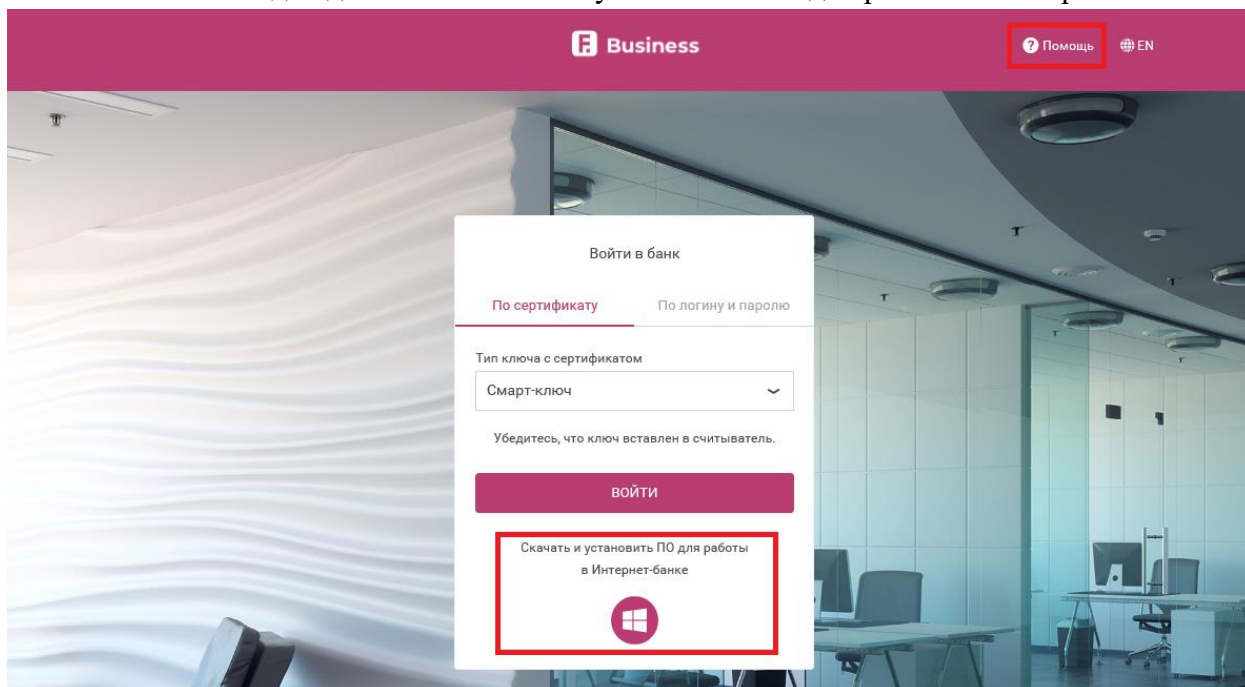 F. Business
Помощь
EN
Войти в банк
По сертификату
По логину и паролю
Тип ключа с сертификатом
Смарт-ключ
Убедитесь, что ключ вставлен в считыватель.
ВОЙТИ
Скачать и установить ПО для работы
в Интернет-банке